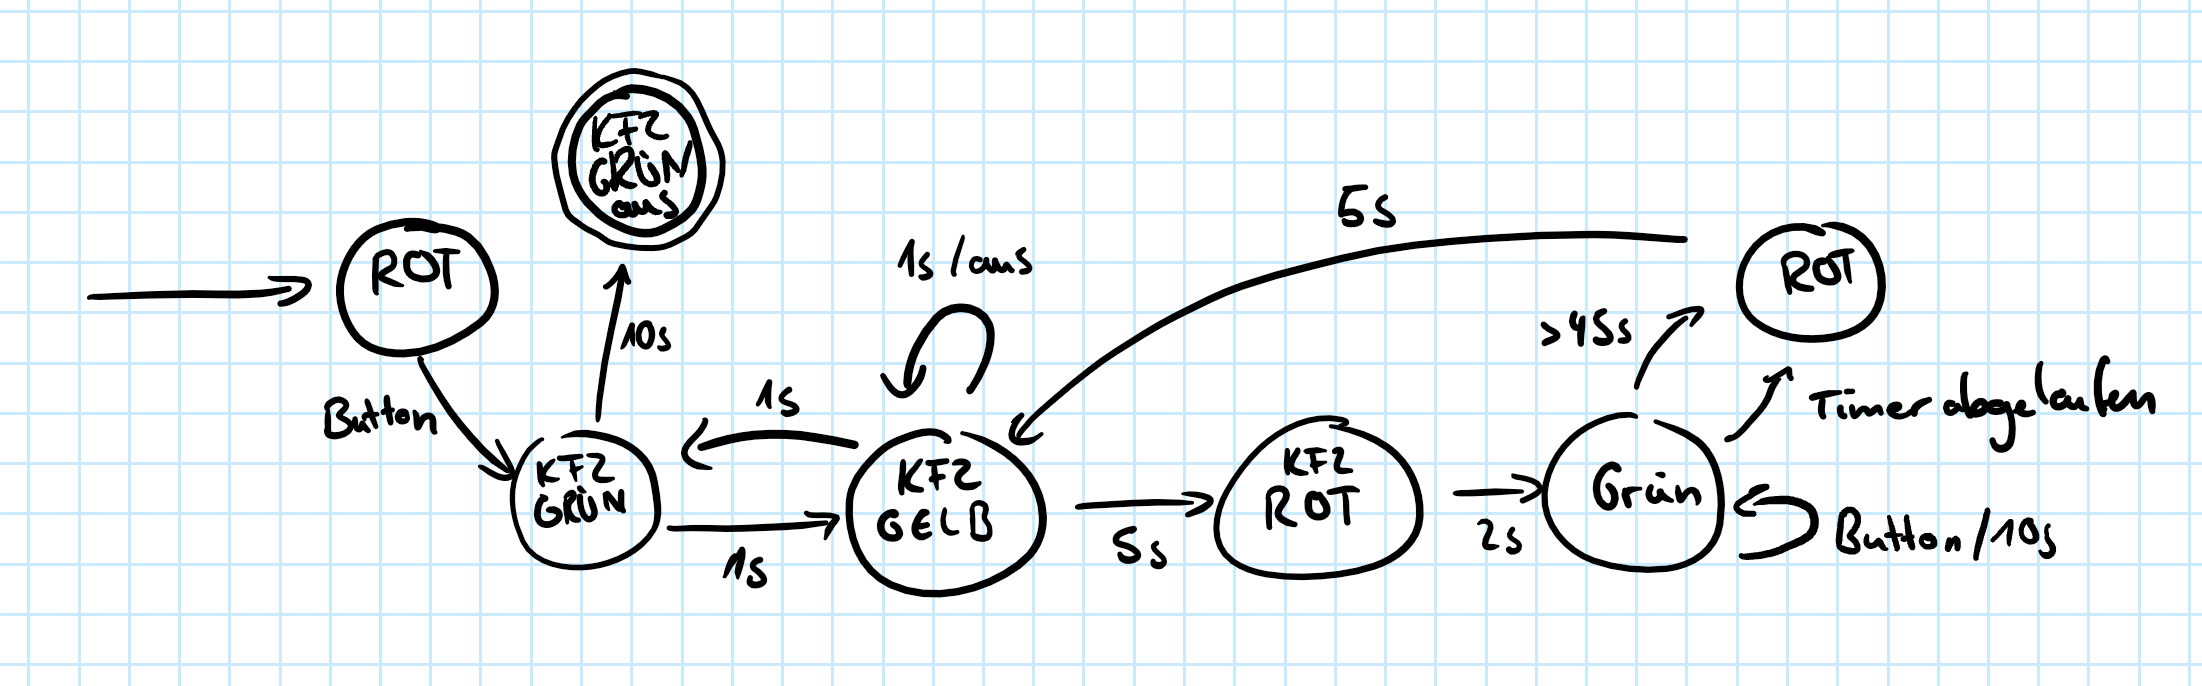 KFZ
GRÜN
aus
ROT
Button
10s
1s/aus
1s
5s
ROT
>45s
Timer abgelaufen
KFZ
GRÜN
1s
KFZ
GELB
5s
KFZ
ROT
2s
Grün
Button/10s